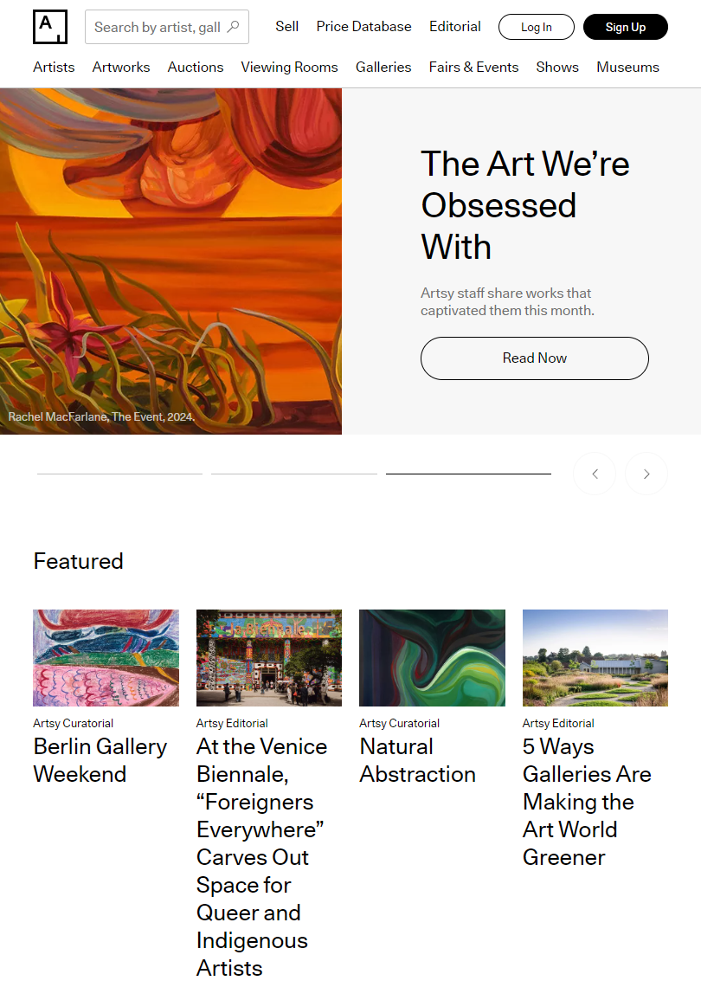 A
Search by artist, gall
Sell
Price Database
Editorial
Log In
Sign Up
Artists
Artworks
Auctions
Viewing Rooms
Galleries
Fairs & Events
Shows
Museums
The Art We’re
Obsessed
With
Artsy staff share works that
captivated them this month.
Read Now
Rachel MacFarlane, The Event, 2024.
Featured
la Biennale
Artsy Curatorial
Berlin Gallery
Weekend
Artsy Editorial
At the Venice
Biennale,
“Foreigners
Everywhere”
Carves Out
Space for
Queer and
Indigenous
Artists
Artsy Curatorial
Natural
Abstraction
Artsy Editorial
5 Ways
Galleries Are
Making the
Art World
Greener